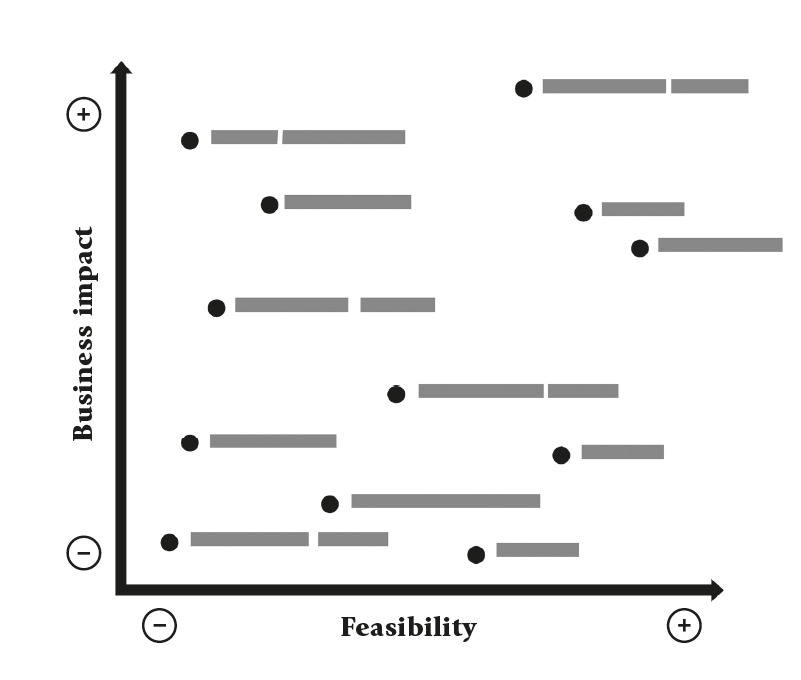 +
Business impact
−
− Feasibility +